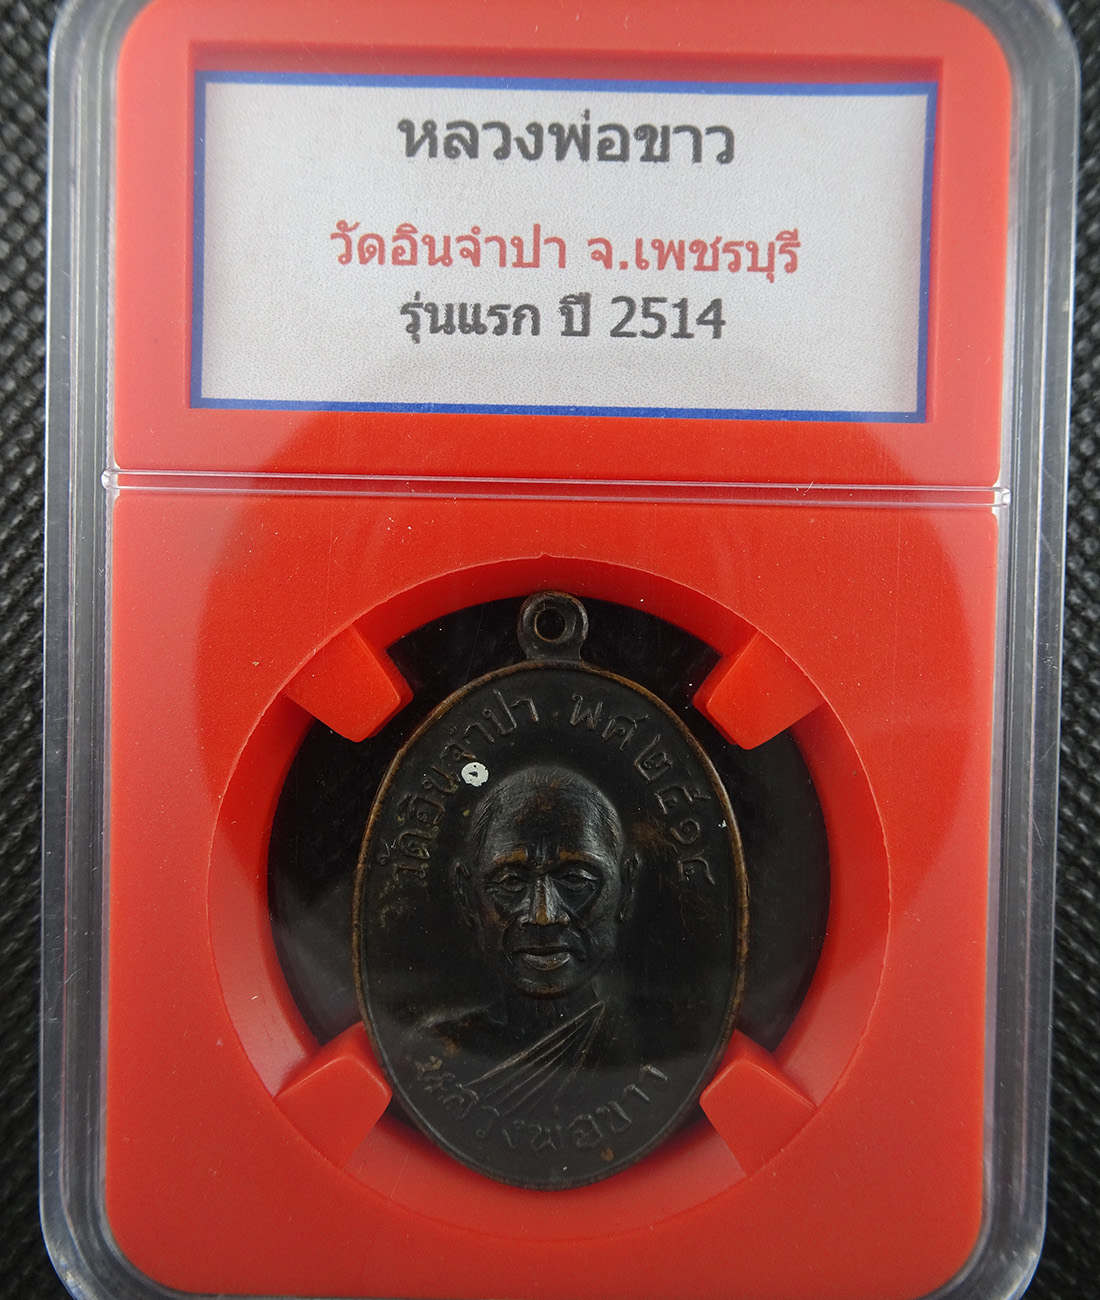 หลวงพ่อขาว
วัดอินจำปา จ.เพชรบุรี
รุ่นแรก ปี 2514
วัดอินจำปา พศ๒๕๑๔
หลวงพ่อขาว